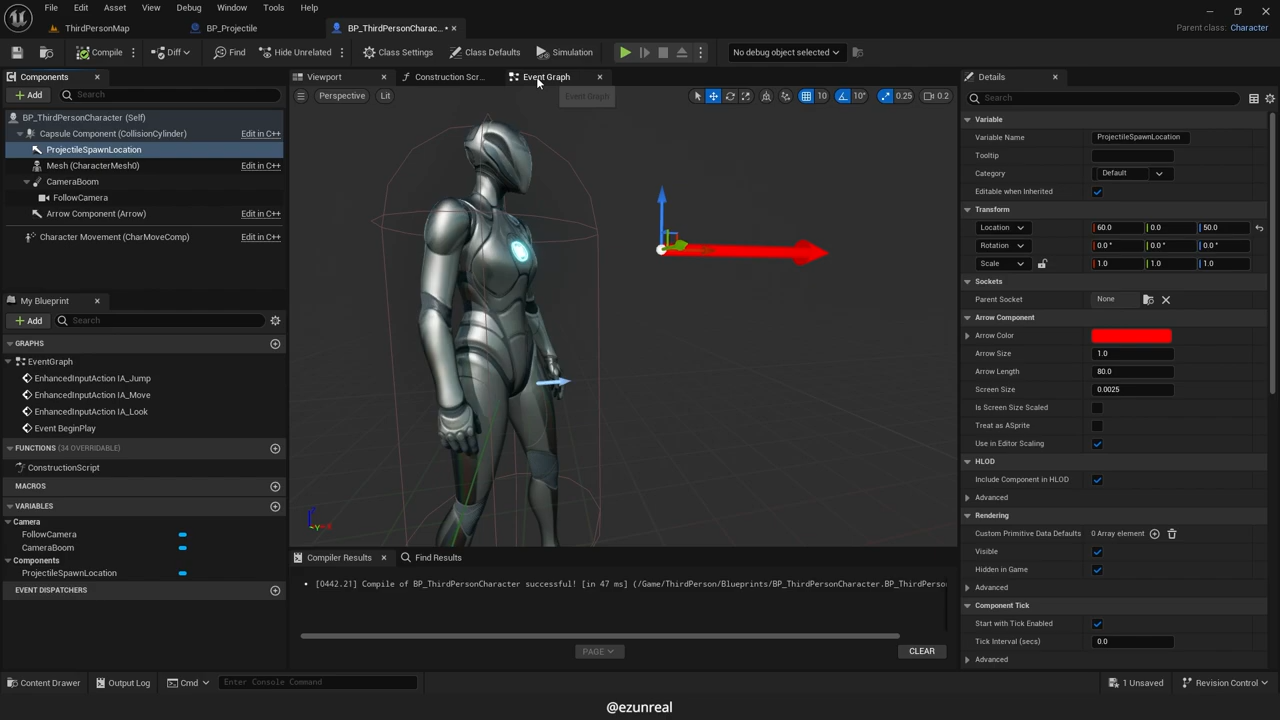 File Edit Asset View Debug Window Tools Help
ThirdPersonMap BP_Projectile BP_ThirdPersonCharac...
Parent class: Character
Compile Diff Find Hide Unrelated Class Settings Class Defaults Simulation No debug object selected
Components
Add Search
BP_ThirdPersonCharacter (Self)
Capsule Component (CollisionCylinder) Edit in C++
ProjectileSpawnLocation
Mesh (CharacterMesh0) Edit in C++
CameraBoom
FollowCamera
Arrow Component (Arrow) Edit in C++
Character Movement (CharMoveComp) Edit in C++
My Blueprint
Add Search
GRAPHS
EventGraph
EnhancedInputAction IA_Jump
EnhancedInputAction IA_Move
EnhancedInputAction IA_Look
Event BeginPlay
FUNCTIONS (34 OVERRIDABLE)
ConstructionScript
MACROS
VARIABLES
Camera
FollowCamera
CameraBoom
Components
ProjectileSpawnLocation
EVENT DISPATCHERS
Viewport Construction Scr... Event Graph
Perspective Lit Event Graph 10 10° 0.25 0.2
Z
Y
Compiler Results Find Results
[0442.21] Compile of BP_ThirdPersonCharacter successful! [in 47 ms] (/Game/ThirdPerson/Blueprints/BP_ThirdPersonCharacter.BP_ThirdPerso
PAGE CLEAR
Details
Search
Variable
Variable Name ProjectileSpawnLocation
Tooltip
Category Default
Editable when Inherited
Transform
Location 60.0 0.0 50.0
Rotation 0.0 ° 0.0 ° 0.0 °
Scale 1.0 1.0 1.0
Sockets
Parent Socket None
Arrow Component
Arrow Color
Arrow Size 1.0
Arrow Length 80.0
Screen Size 0.0025
Is Screen Size Scaled
Treat as ASprite
Use in Editor Scaling
HLOD
Include Component in HLOD
Advanced
Rendering
Custom Primitive Data Defaults 0 Array element
Visible
Hidden in Game
Advanced
Component Tick
Start with Tick Enabled
Tick Interval (secs) 0.0
Advanced
Content Drawer Output Log Cmd Enter Console Command 1 Unsaved Revision Control
@ezunreal